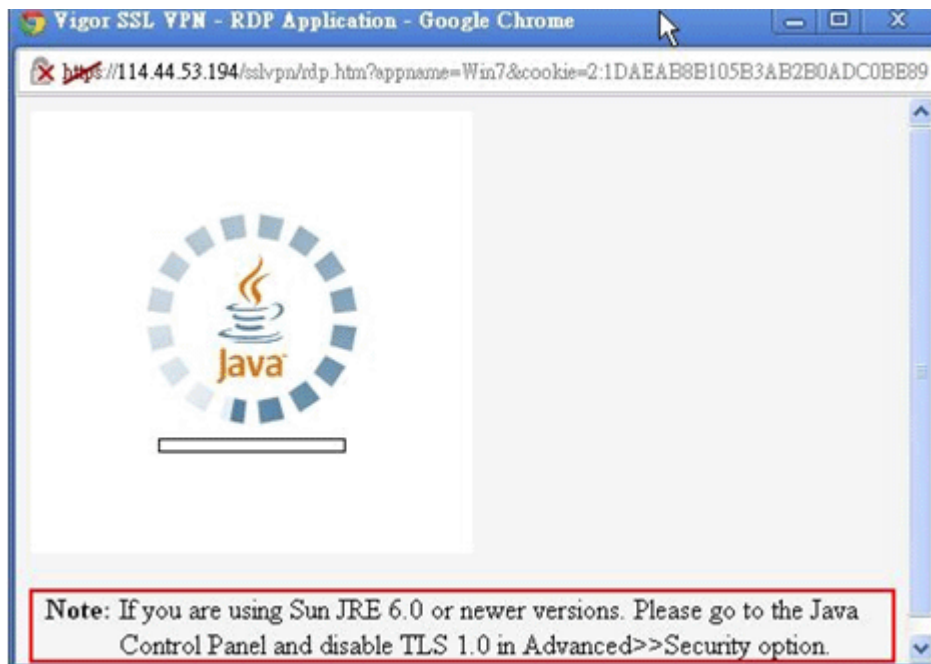 Vigor SSL VPN - RDP Application - Google Chrome
https://114.44.53.194/sslvpn/rdp.htm?appname=Win7&cookie=2:1DAEAB8B105B3AB2B0ADC0BE89
Java
Note: If you are using Sun JRE 6.0 or newer versions. Please go to the Java
Control Panel and disable TLS 1.0 in Advanced>>Security option.